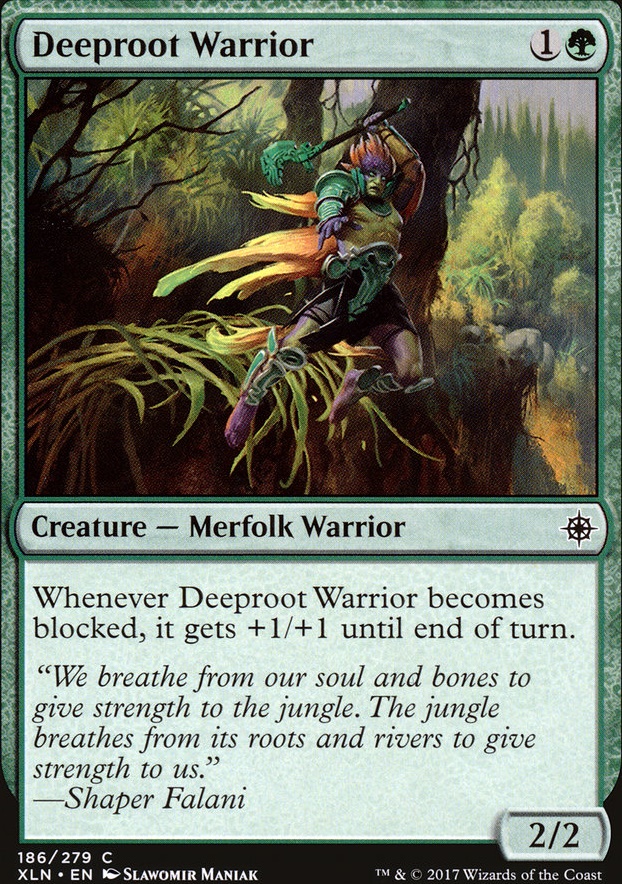 Deeproot Warrior
1
Creature — Merfolk Warrior
Whenever Deeproot Warrior becomes
blocked, it gets +1/+1 until end of turn.
“We breathe from our soul and bones to
give strength to the jungle. The jungle
breathes from its roots and rivers to give
strength to us.”
—Shaper Falani
2/2
186/279 C
XLN • EN Slawomir Maniak
™ & © 2017 Wizards of the Coast